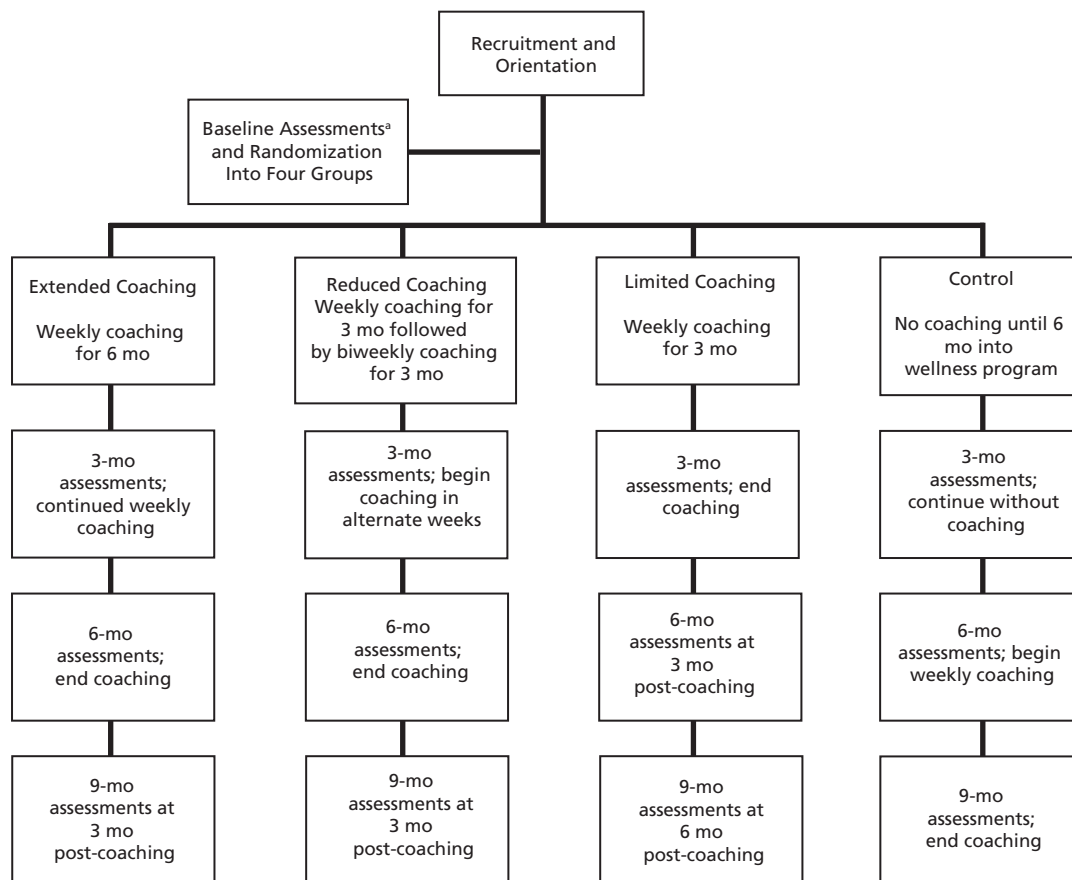 Recruitment and
Orientation
Baseline Assessmentsᵃ
and Randomization
Into Four Groups
Extended Coaching
Weekly coaching
for 6 mo
Reduced Coaching
Weekly coaching for
3 mo followed
by biweekly coaching
for 3 mo
Limited Coaching
Weekly coaching
for 3 mo
Control
No coaching until 6
mo into
wellness program
3-mo
assessments;
continued weekly
coaching
3-mo
assessments; begin
coaching in
alternate weeks
3-mo
assessments; end
coaching
3-mo
assessments;
continue without
coaching
6-mo
assessments;
end coaching
6-mo
assessments;
end coaching
6-mo
assessments at
3 mo
post-coaching
6-mo
assessments; begin
weekly coaching
9-mo
assessments at
3 mo
post-coaching
9-mo
assessments at
3 mo
post-coaching
9-mo
assessments at
6 mo
post-coaching
9-mo
assessments;
end coaching